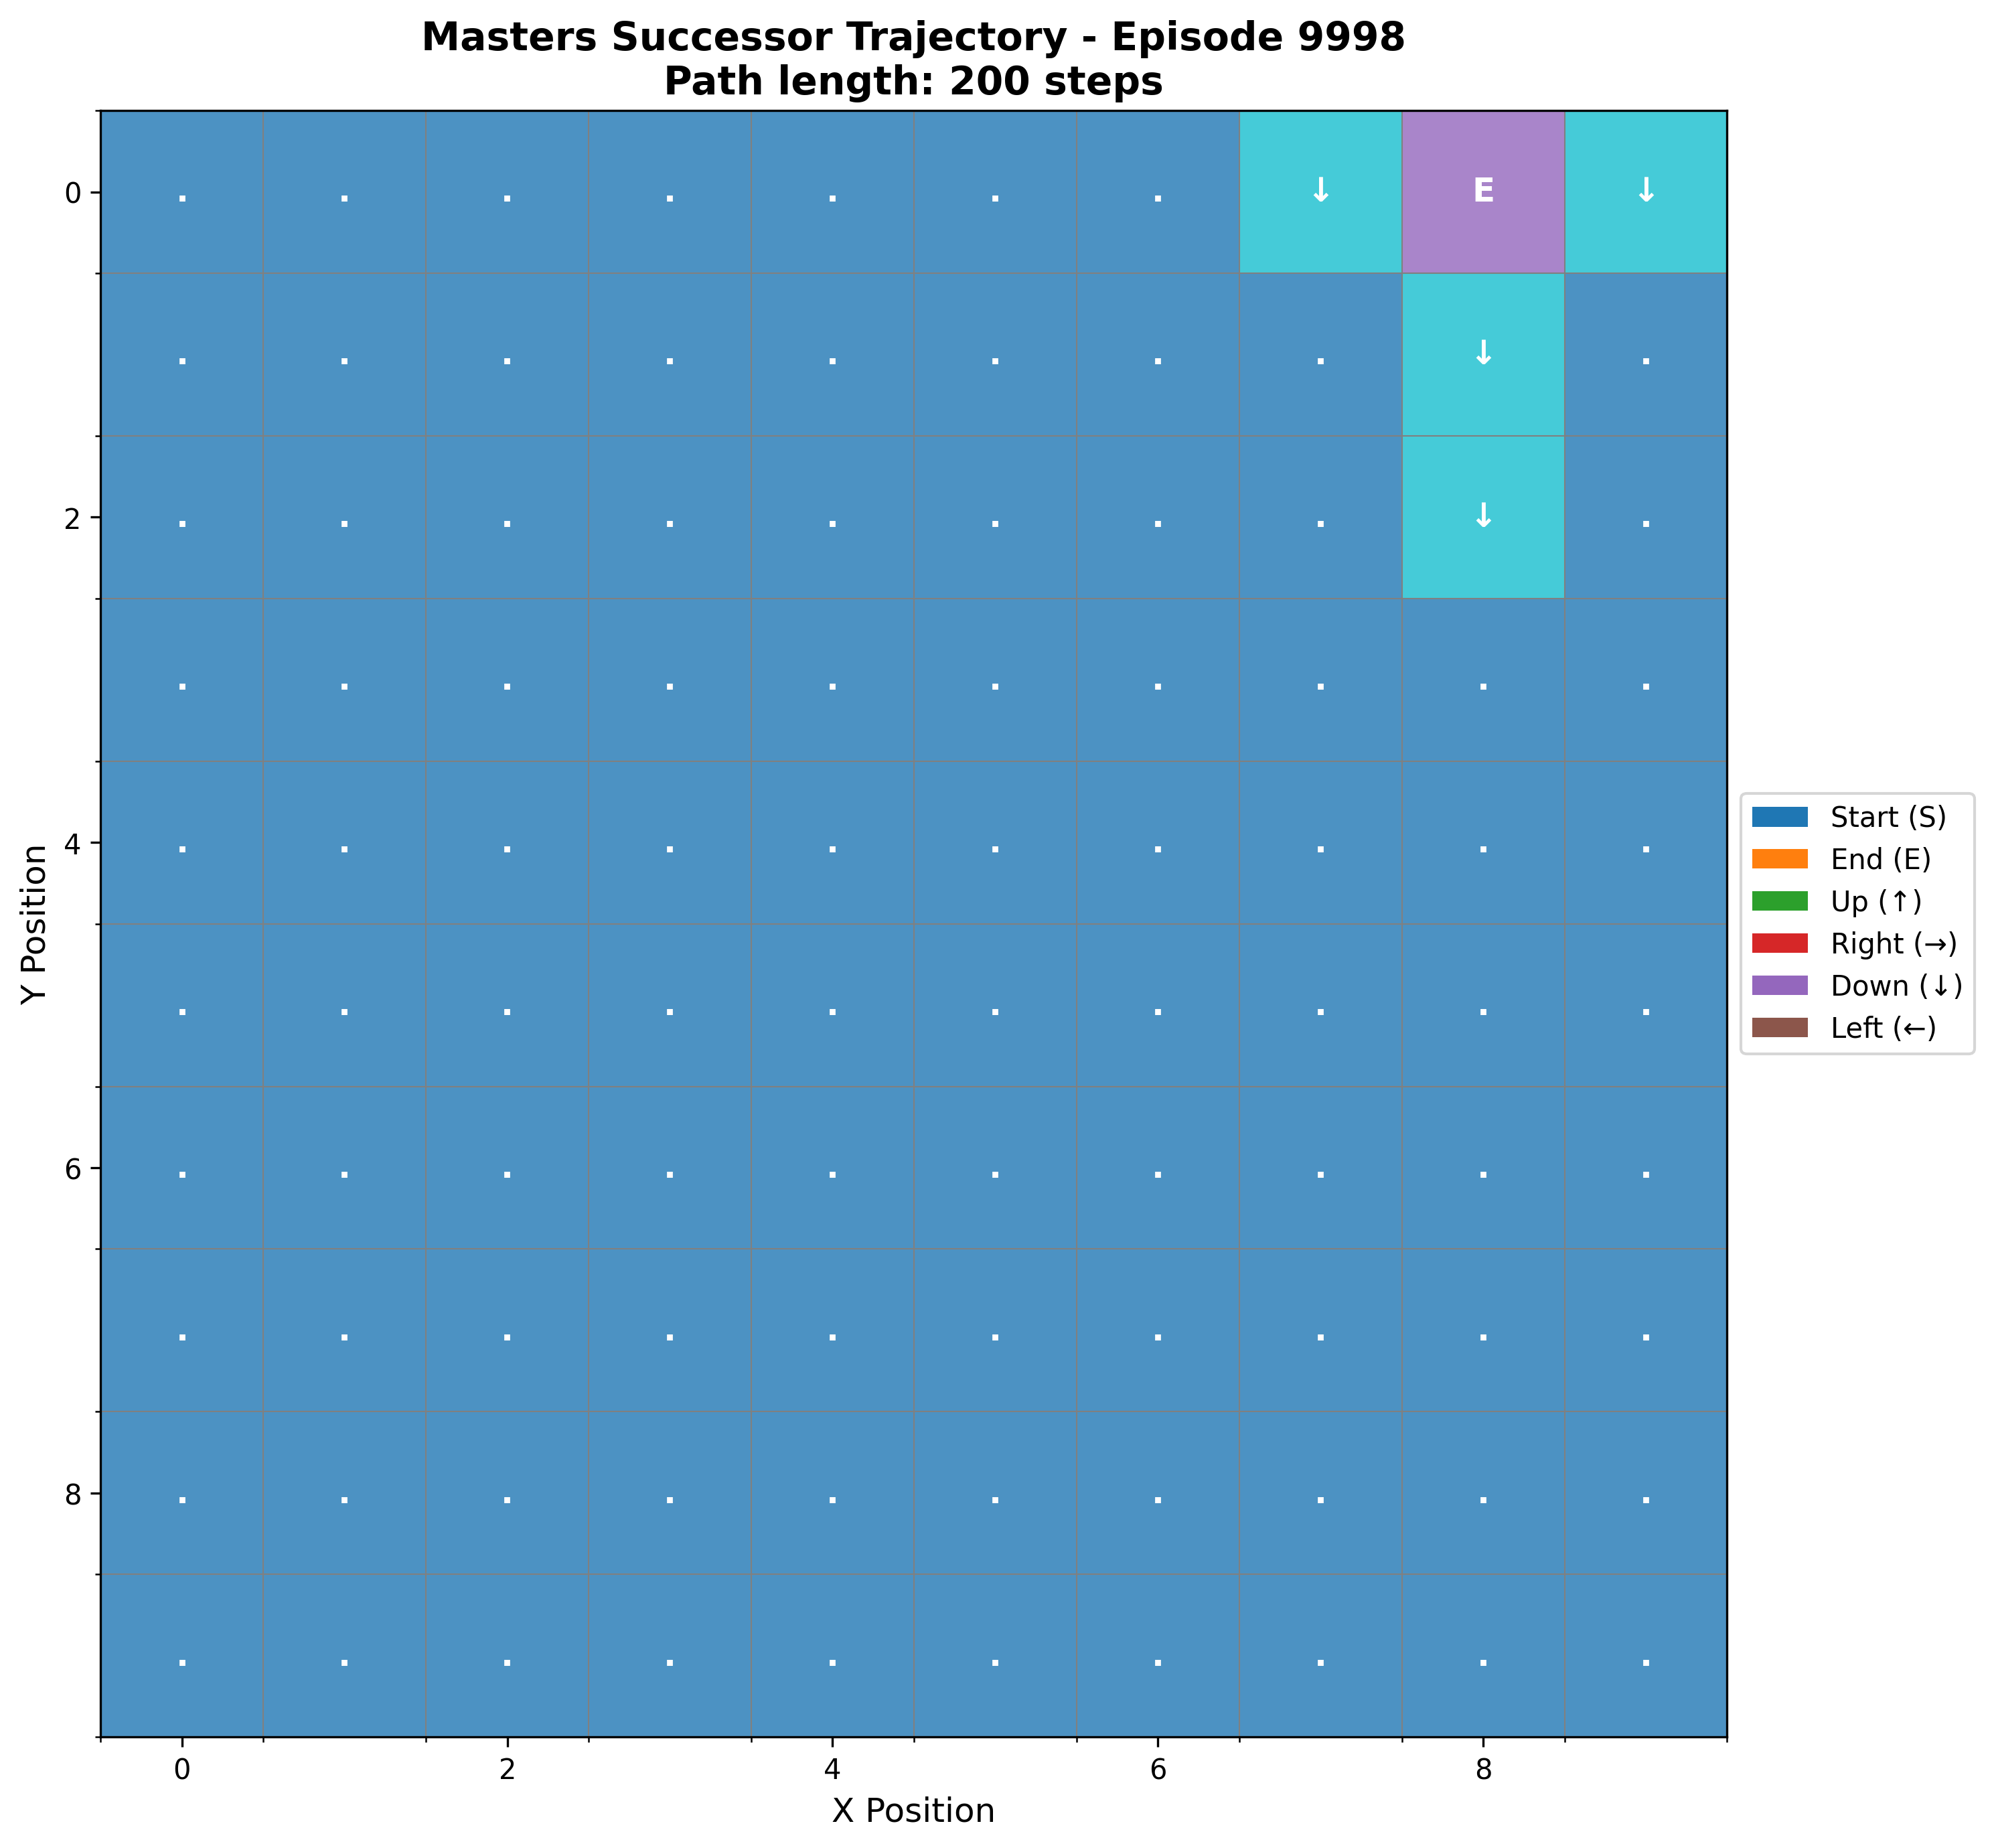 Masters Successor Trajectory - Episode 9998
Path length: 200 steps
↓ E ↓
↓
↓
0
2
4
6
8
Y Position
0 2 4 6 8
X Position
Start (S)
End (E)
Up (↑)
Right (→)
Down (↓)
Left (←)